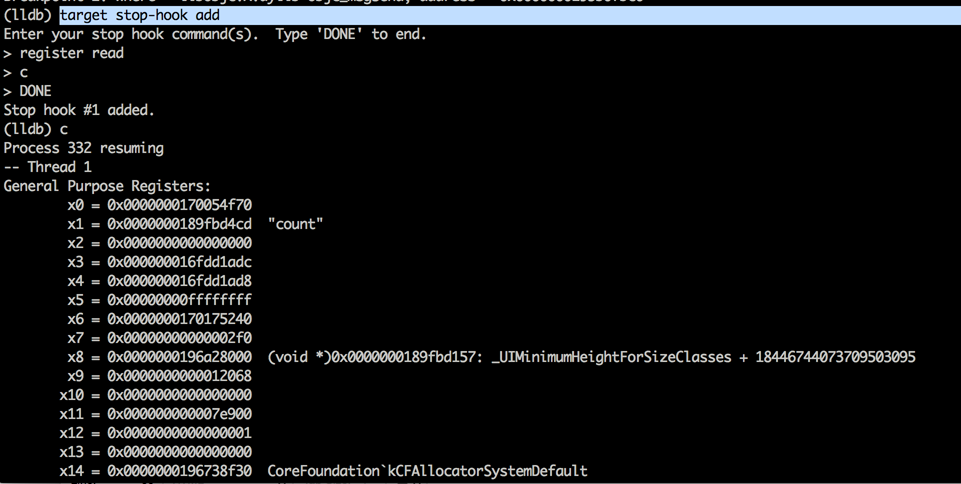 (lldb) target stop-hook add
Enter your stop hook command(s).  Type 'DONE' to end.
> register read
> c
> DONE
Stop hook #1 added.
(lldb) c
Process 332 resuming
-- Thread 1
General Purpose Registers:
x0 = 0x0000000170054f70
x1 = 0x0000000189fbd4cd  "count"
x2 = 0x0000000000000000
x3 = 0x000000016fdd1adc
x4 = 0x000000016fdd1ad8
x5 = 0x00000000ffffffff
x6 = 0x0000000170175240
x7 = 0x00000000000002f0
x8 = 0x0000000196a28000  (void *)0x0000000189fbd157: _UIMinimumHeightForSizeClasses + 18446744073709503095
x9 = 0x0000000000012068
x10 = 0x0000000000000000
x11 = 0x000000000007e900
x12 = 0x0000000000000001
x13 = 0x0000000000000000
x14 = 0x0000000196738f30  CoreFoundation`kCFAllocatorSystemDefault